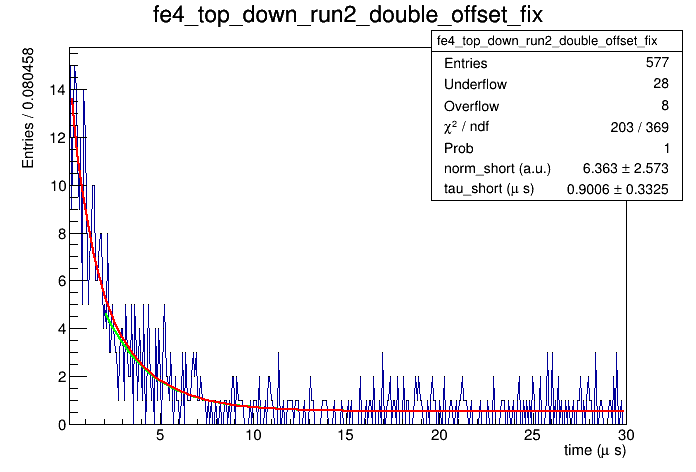 fe4_top_down_run2_double_offset_fix
fe4_top_down_run2_double_offset_fix
Entries 577
Underflow 28
Overflow 8
χ² / ndf 203 / 369
Prob 1
norm_short (a.u.) 6.363 ± 2.573
tau_short (μ s) 0.9006 ± 0.3325
Entries / 0.080458
14
12
10
8
6
4
2
0
5 10 15 20 25 30
time (μ s)